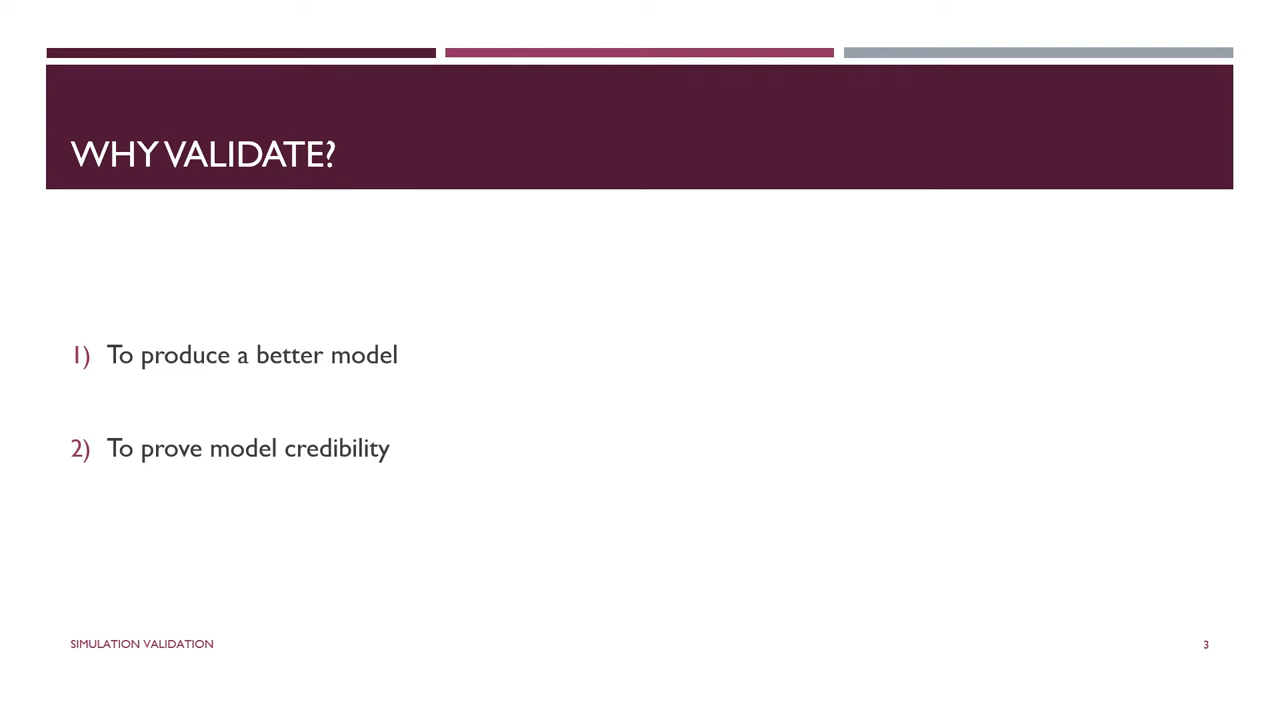 WHY VALIDATE?
1) To produce a better model
2) To prove model credibility
SIMULATION VALIDATION
3